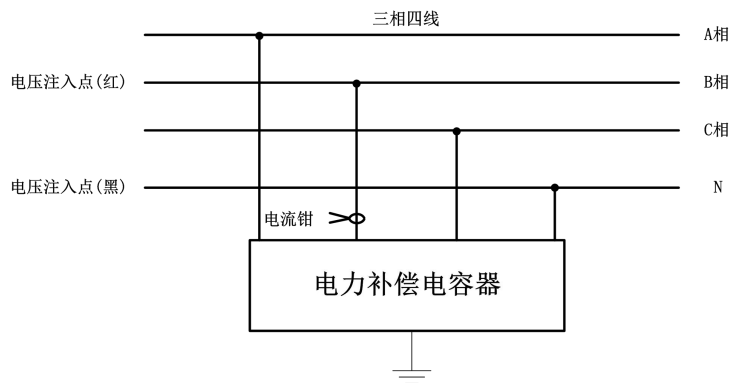 三相四线
A相
电压注入点(红)
B相
C相
电压注入点(黑)
N
电流钳
电力补偿电容器